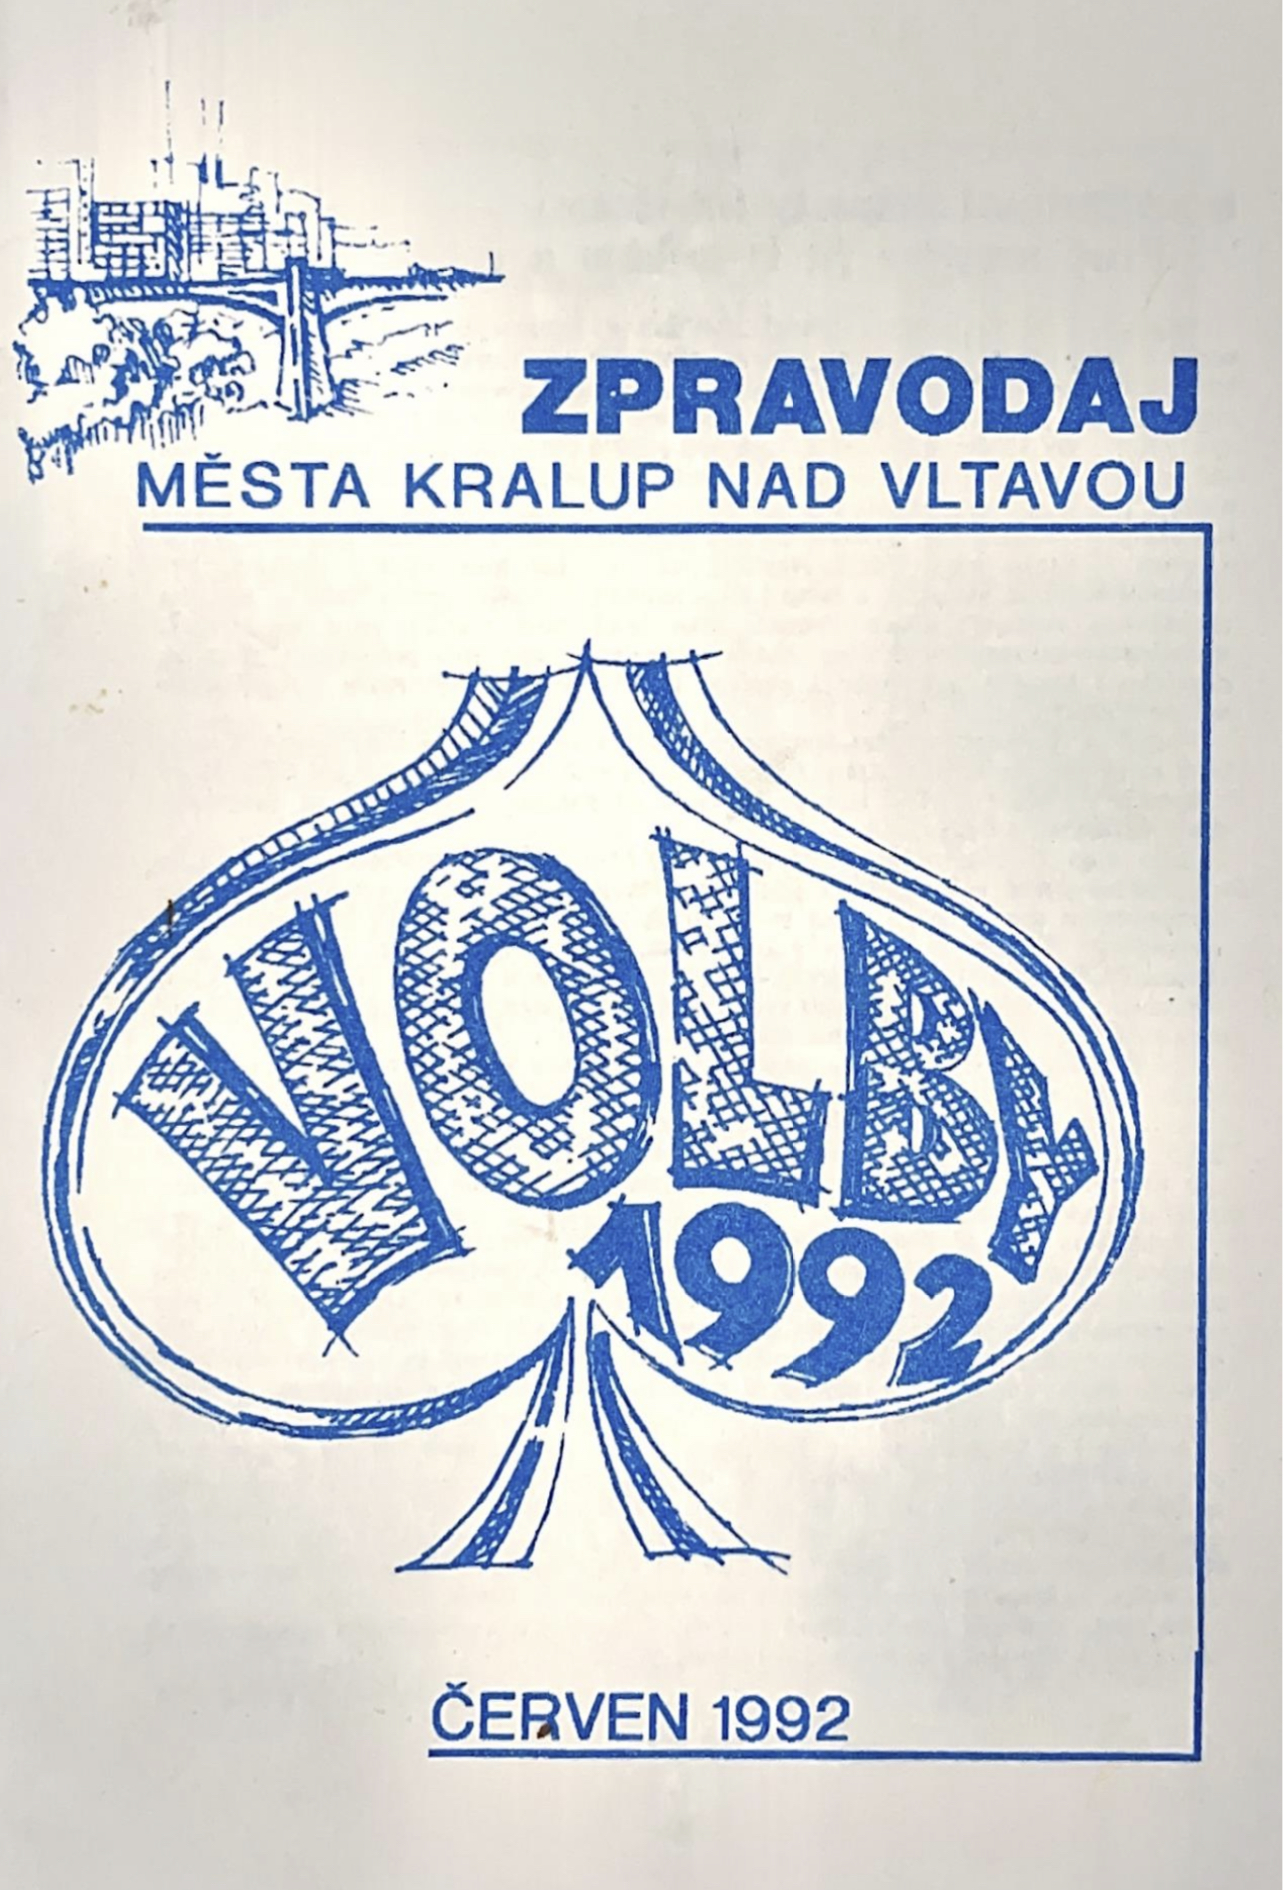 ZPRAVODAJ
MĚSTA KRALUP NAD VLTAVOU
VOLBY
1992
ČERVEN 1992